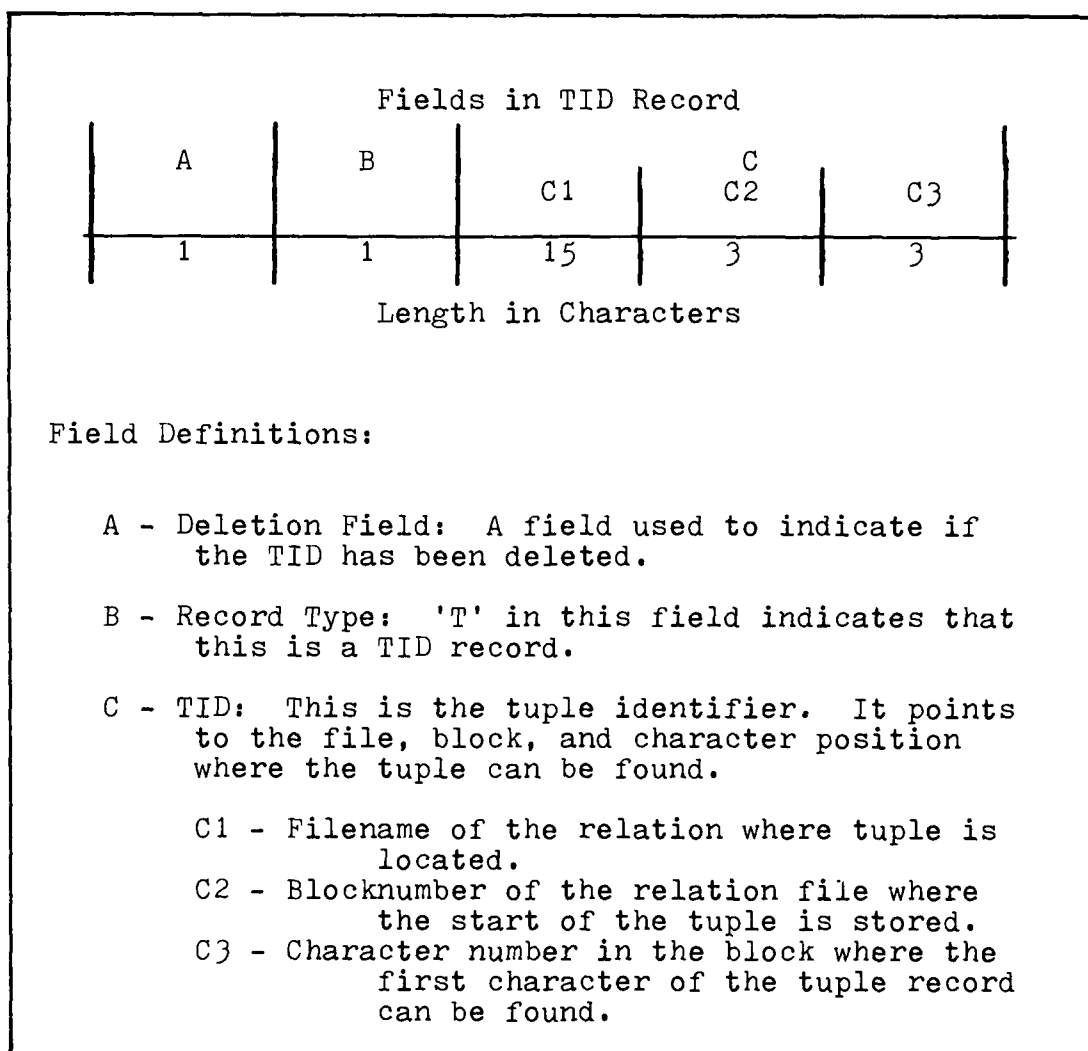 Fields in TID Record
A B C
C1 C2 C3
1 1 15 3 3
Length in Characters
Field Definitions:
A - Deletion Field: A field used to indicate if
the TID has been deleted.
B - Record Type: 'T' in this field indicates that
this is a TID record.
C - TID: This is the tuple identifier. It points
to the file, block, and character position
where the tuple can be found.
C1 - Filename of the relation where tuple is
located.
C2 - Blocknumber of the relation file where
the start of the tuple is stored.
C3 - Character number in the block where the
first character of the tuple record
can be found.